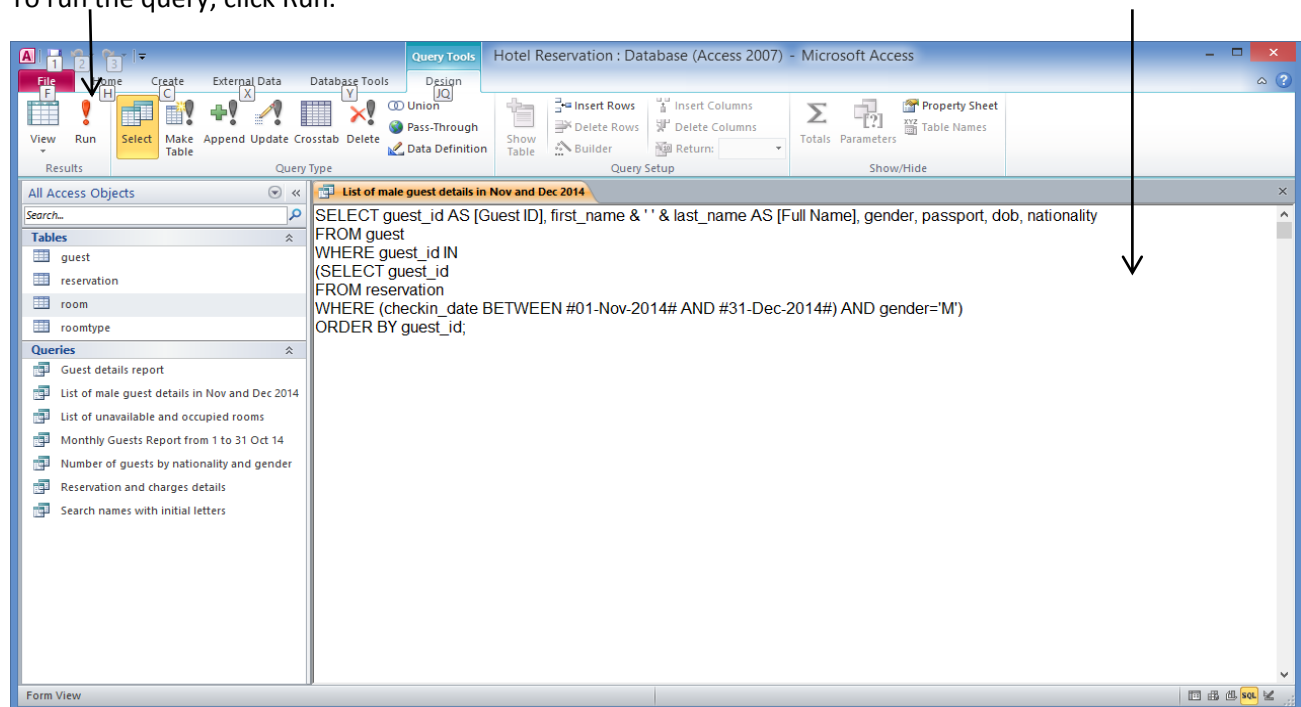 To run the query, click Run.
A 1 2 3 Query Tools Hotel Reservation : Database (Access 2007) - Microsoft Access
File Home Create External Data Database Tools Design
F H C X Y JQ
View Run Select Make Table Append Update Crosstab Delete
Union
Pass-Through
Data Definition
Show Table
Insert Rows
Delete Rows
Builder
Insert Columns
Delete Columns
Return:
Totals Parameters
Property Sheet
Table Names
Results Query Type Query Setup Show/Hide
All Access Objects
Search...
Tables
guest
reservation
room
roomtype
Queries
Guest details report
List of male guest details in Nov and Dec 2014
List of unavailable and occupied rooms
Monthly Guests Report from 1 to 31 Oct 14
Number of guests by nationality and gender
Reservation and charges details
Search names with initial letters
List of male guest details in Nov and Dec 2014
SELECT guest_id AS [Guest ID], first_name & ' ' & last_name AS [Full Name], gender, passport, dob, nationality
FROM guest
WHERE guest_id IN
(SELECT guest_id
FROM reservation
WHERE (checkin_date BETWEEN #01-Nov-2014# AND #31-Dec-2014#) AND gender='M')
ORDER BY guest_id;
Form View
SQL